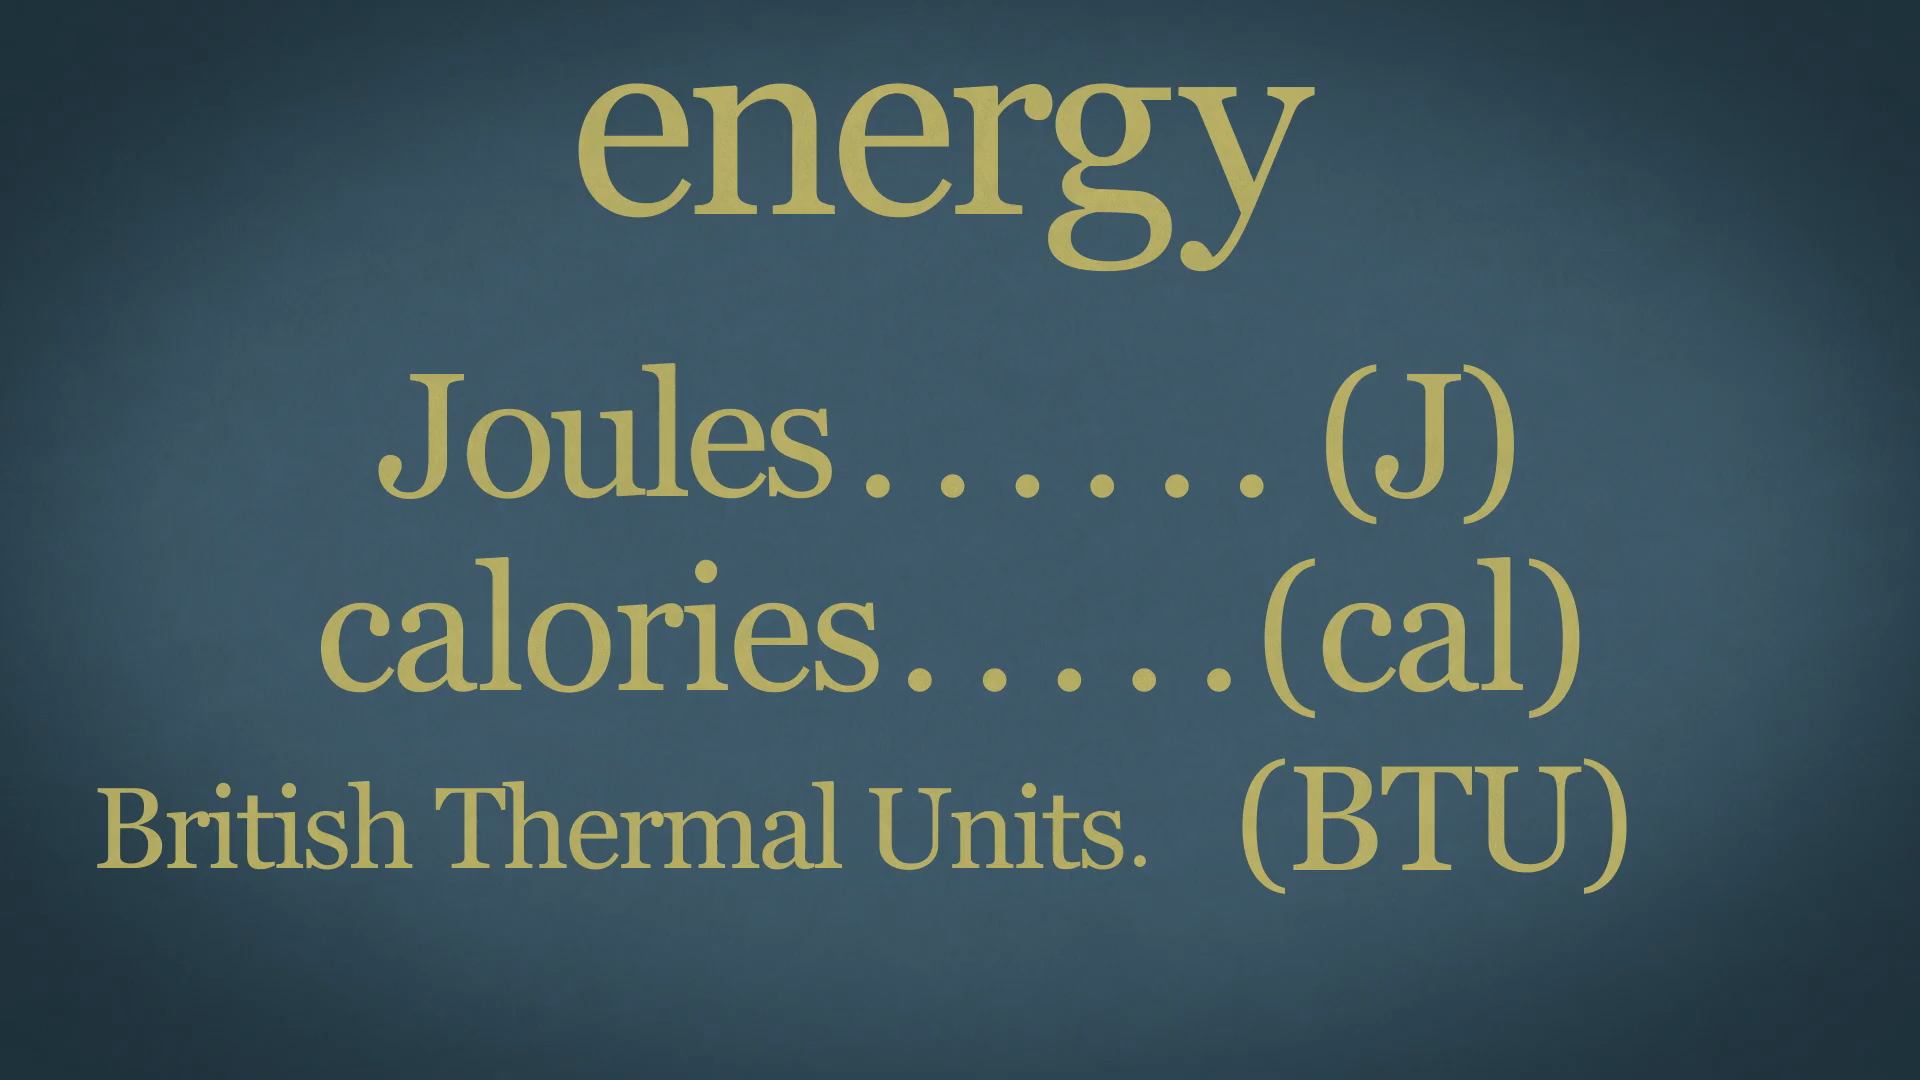 energy
Joules . . . . . . (J)
calories . . . . . (cal)
British Thermal Units. (BTU)